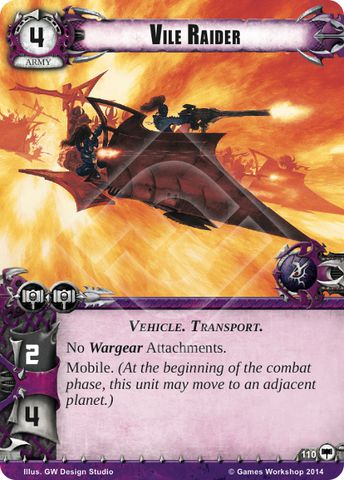 4
ARMY
VILE RAIDER
VEHICLE. TRANSPORT.
2
No Wargear Attachments.
Mobile. (At the beginning of the combat
phase, this unit may move to an adjacent
planet.)
4
110
Illus. GW Design Studio
© Games Workshop 2014